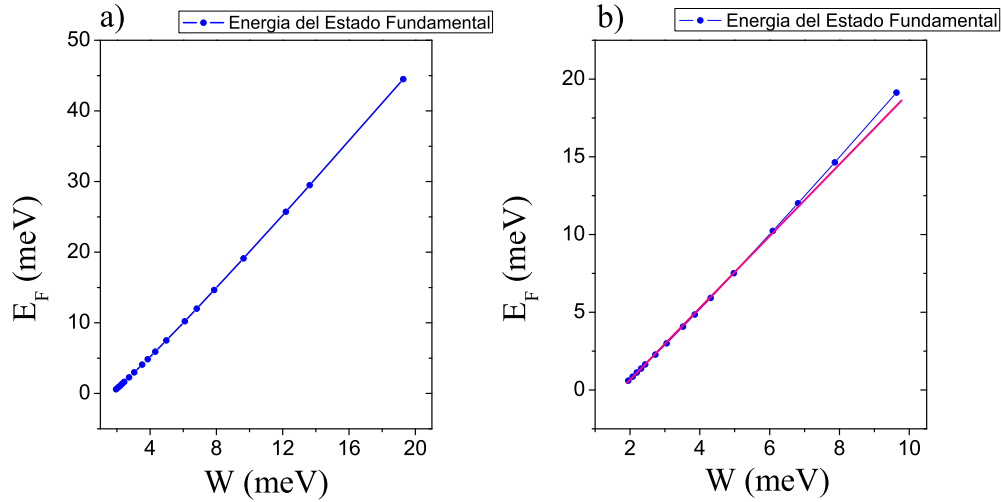 a)
Energia del Estado Fundamental
50
40
30
20
10
0
E_F (meV)
4 8 12 16 20
W (meV)
b)
Energia del Estado Fundamental
20
15
10
5
0
E_F (meV)
2 4 6 8 10
W (meV)